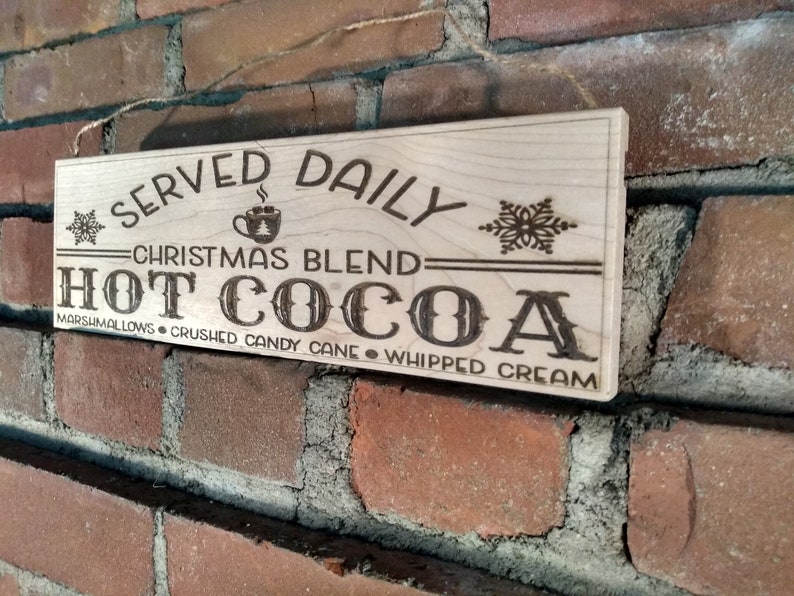 SERVED DAILY
CHRISTMAS BLEND
HOT COCOA
MARSHMALLOWS • CRUSHED CANDY CANE • WHIPPED CREAM